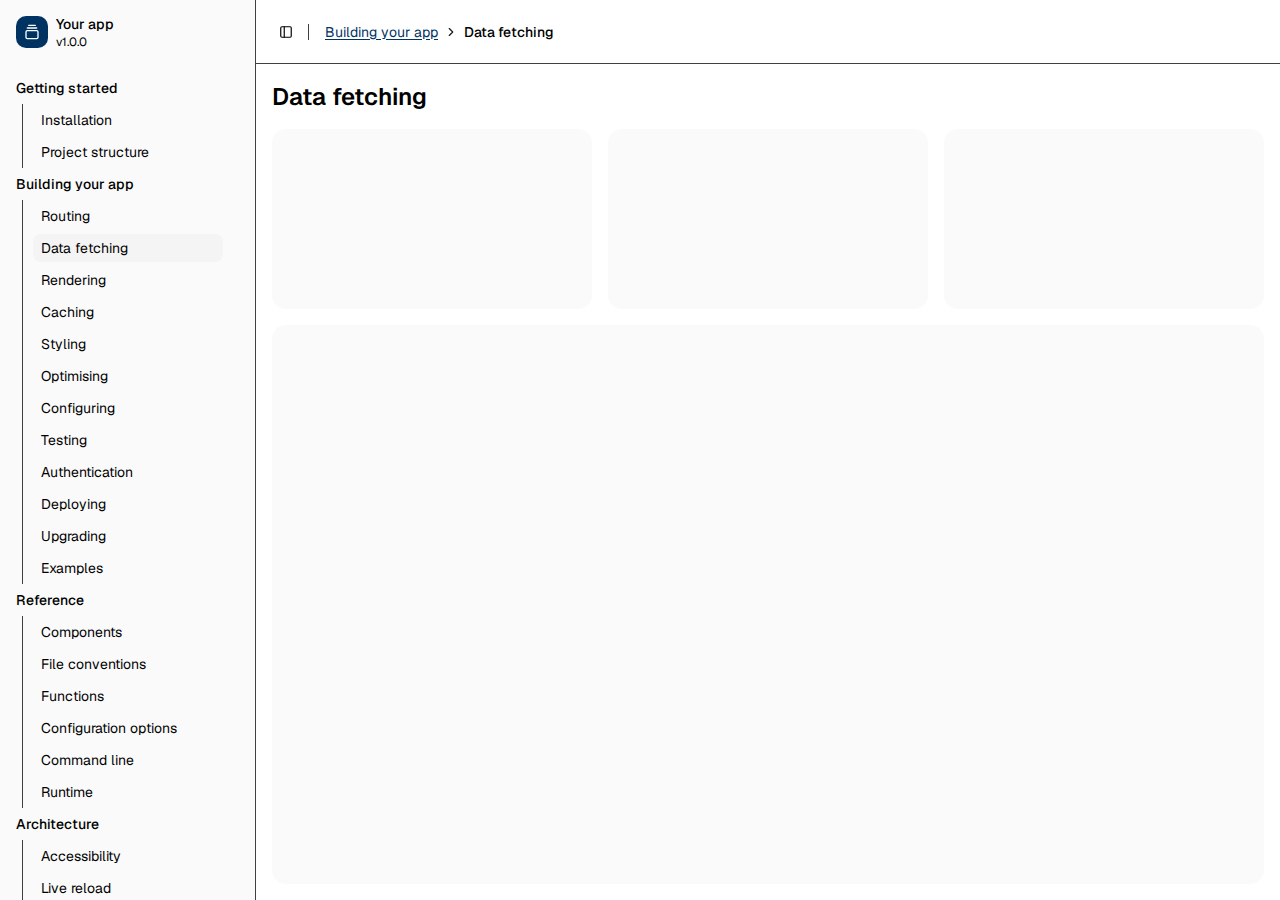 Your app
v1.0.0
Getting started
Installation
Project structure
Building your app
Routing
Data fetching
Rendering
Caching
Styling
Optimising
Configuring
Testing
Authentication
Deploying
Upgrading
Examples
Reference
Components
File conventions
Functions
Configuration options
Command line
Runtime
Architecture
Accessibility
Live reload
Building your app > Data fetching
Data fetching